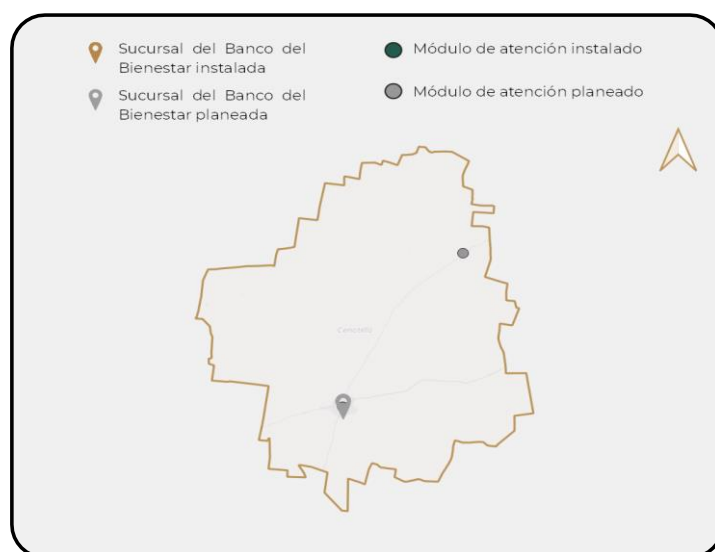 Sucursal del Banco del
Bienestar instalada
Sucursal del Banco del
Bienestar planeada
Módulo de atención instalado
Módulo de atención planeado